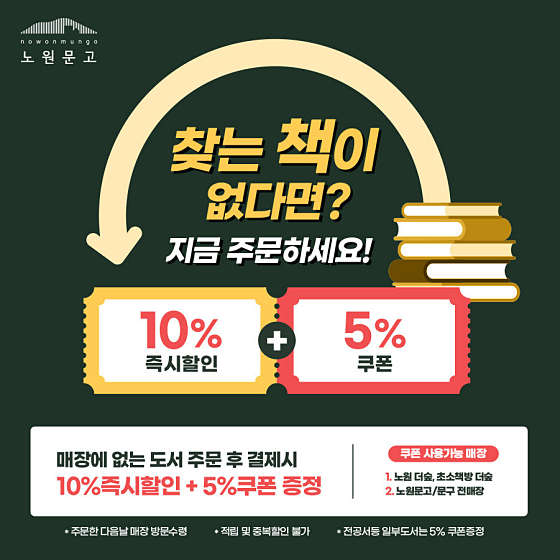 nowonmungo
노원문고
찾는 책이
없다면?
지금 주문하세요!
10%
즉시할인
+
5%
쿠폰
매장에 없는 도서 주문 후 결제시
10%즉시할인 + 5%쿠폰 증정
쿠폰 사용가능 매장
1. 노원 더숲, 초소책방 더숲
2. 노원문고/문구 전매장
* 주문한 다음날 매장 방문수령
* 적립 및 중복할인 불가
* 전공서등 일부도서는 5% 쿠폰증정